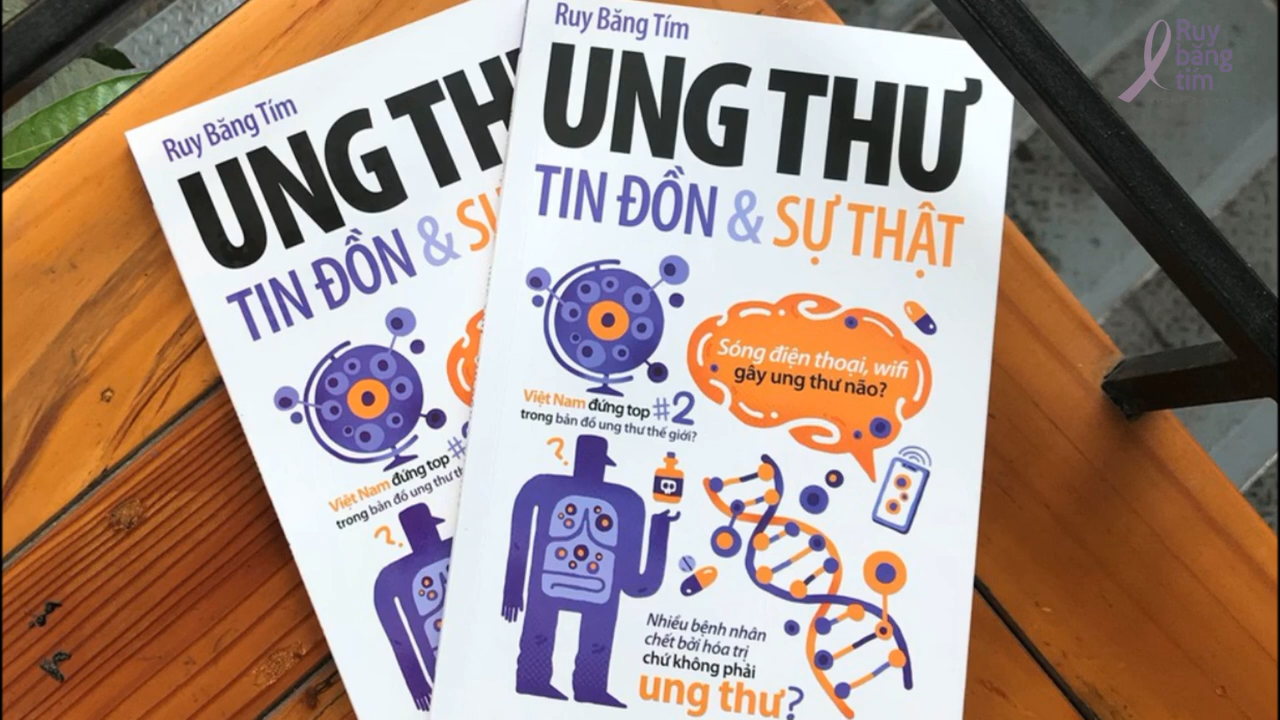 Ruy Băng Tím
UNG THƯ
TIN ĐỒN & SỰ THẬT
Sóng điện thoại, wifi
gây ung thư não?
Việt Nam đứng top #2
trong bản đồ ung thư thế giới?
Nhiều bệnh nhân
chết bởi hóa trị
chứ không phải
ung thư?
Ruy Băng Tím
UNG TH
TIN ĐỒN & S
Việt Nam đứng top #
trong bản đồ ung thư th
Ruy
băng
tím